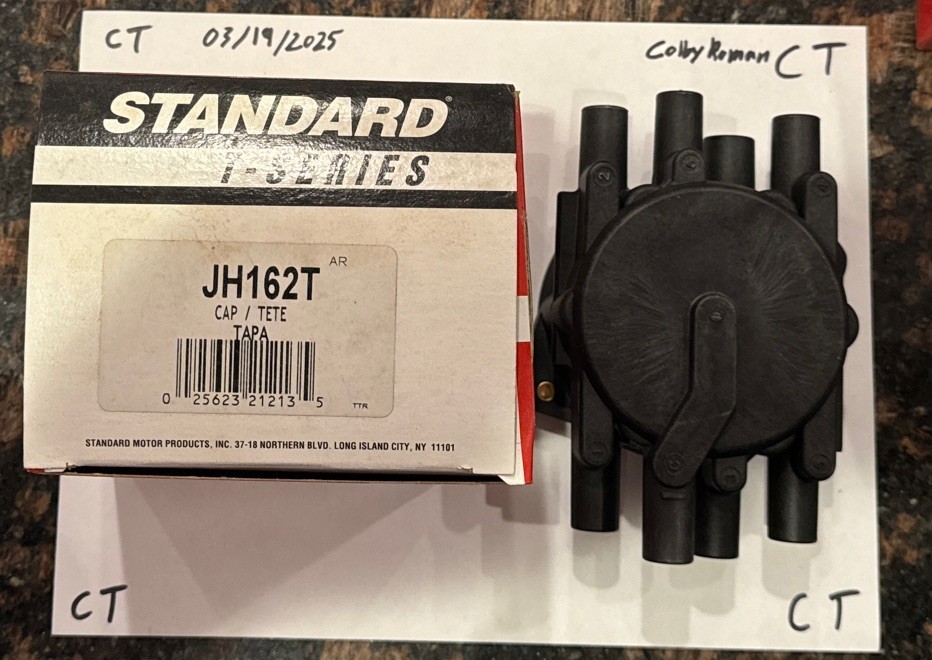 CT 03/19/2025 Colby Roman CT
STANDARD
T-SERIES
AR
JH162T
CAP / TETE
TAPA
0 25623 21213 5
TTR
STANDARD MOTOR PRODUCTS, INC. 37-18 NORTHERN BLVD. LONG ISLAND CITY, NY 11101
2
CT CT